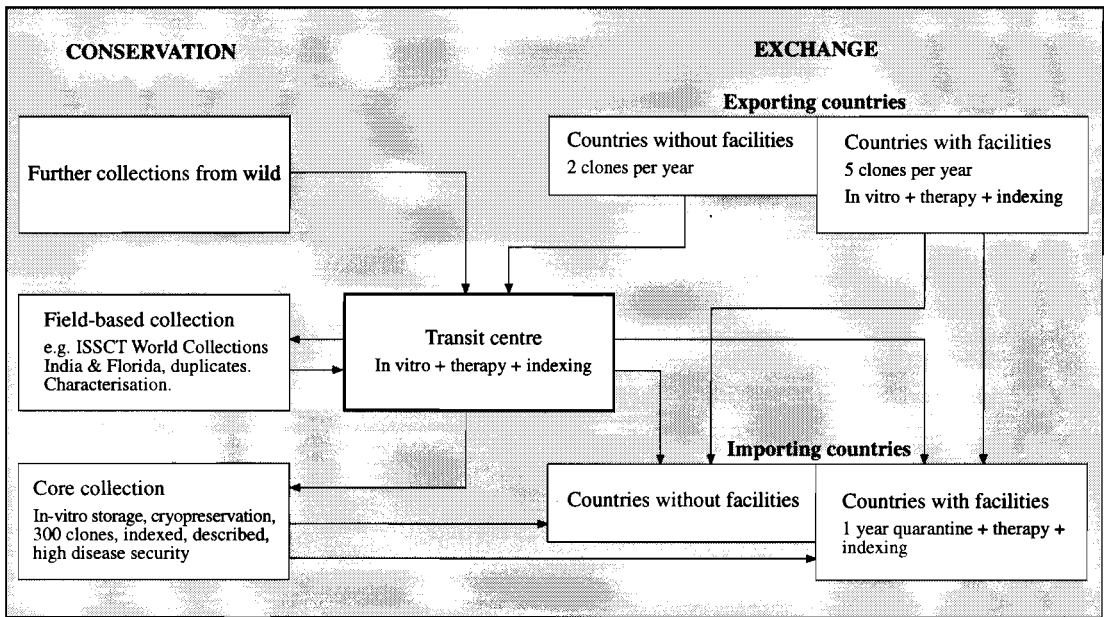 CONSERVATION
EXCHANGE
Exporting countries
Further collections from wild
Countries without facilities
2 clones per year
Countries with facilities
5 clones per year
In vitro + therapy + indexing
Field-based collection
e.g. ISSCT World Collections
India & Florida, duplicates.
Characterisation.
Transit centre
In vitro + therapy + indexing
Importing countries
Core collection
In-vitro storage, cryopreservation,
300 clones, indexed, described,
high disease security
Countries without facilities
Countries with facilities
1 year quarantine + therapy +
indexing